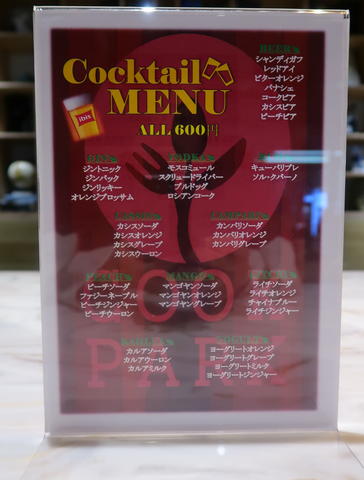 Cocktail
MENU
ALL 600円
ibis
BEER
シャンディガフ
レッドアイ
ビターオレンジ
パナシェ
コークビア
カシスビア
ピーチビア
GIN
ジントニック
ジンバック
ジンリッキー
オレンジブロッサム
VODKA
モスコミュール
スクリュードライバー
ブルドッグ
ロシアンコーク
キューバリブレ
ソル・クバーノ
CASSIS
カシスソーダ
カシスオレンジ
カシスグレープ
カシスウーロン
CAMPARI
カンパリソーダ
カンパリオレンジ
カンパリグレープ
PEACH
ピーチソーダ
ファジーネーブル
ピーチジンジャー
ピーチウーロン
MANGO
マンゴヤンソーダ
マンゴヤンオレンジ
マンゴヤングレープ
ライチソーダ
ライチオレンジ
チャイナブルー
ライチジンジャー
KAHLUA
カルアソーダ
カルアウーロン
カルアミルク
YOGURT
ヨーグリートオレンジ
ヨーグリートグレープ
ヨーグリートミルク
ヨーグリートジンジャー
CO
PARK